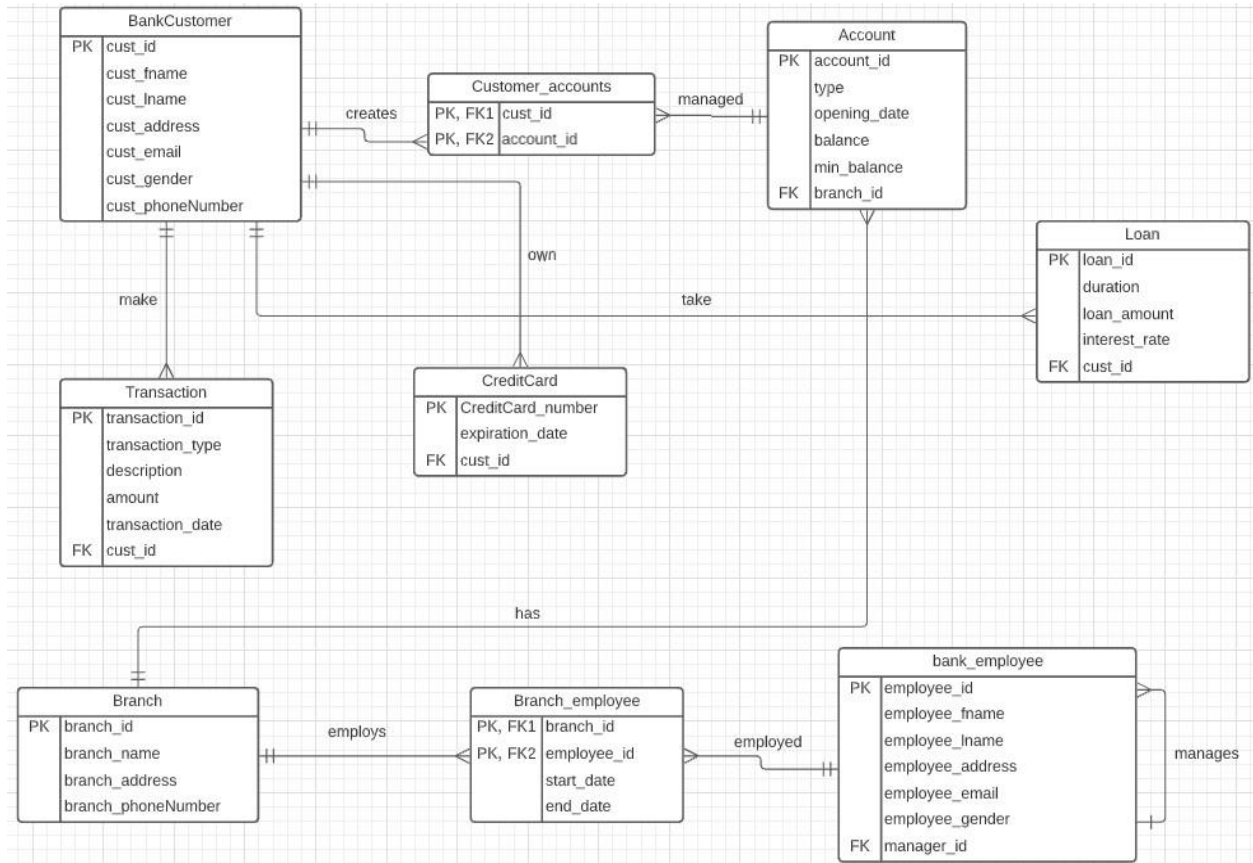 BankCustomer
PK cust_id
cust_fname
cust_lname
cust_address
cust_email
cust_gender
cust_phoneNumber
creates
Customer_accounts
PK, FK1 cust_id
PK, FK2 account_id
managed
Account
PK account_id
type
opening_date
balance
min_balance
FK branch_id
own
make
take
Loan
PK loan_id
duration
loan_amount
interest_rate
FK cust_id
Transaction
PK transaction_id
transaction_type
description
amount
transaction_date
FK cust_id
CreditCard
PK CreditCard_number
expiration_date
FK cust_id
has
Branch
PK branch_id
branch_name
branch_address
branch_phoneNumber
employs
Branch_employee
PK, FK1 branch_id
PK, FK2 employee_id
start_date
end_date
employed
bank_employee
PK employee_id
employee_fname
employee_lname
employee_address
employee_email
employee_gender
FK manager_id
manages